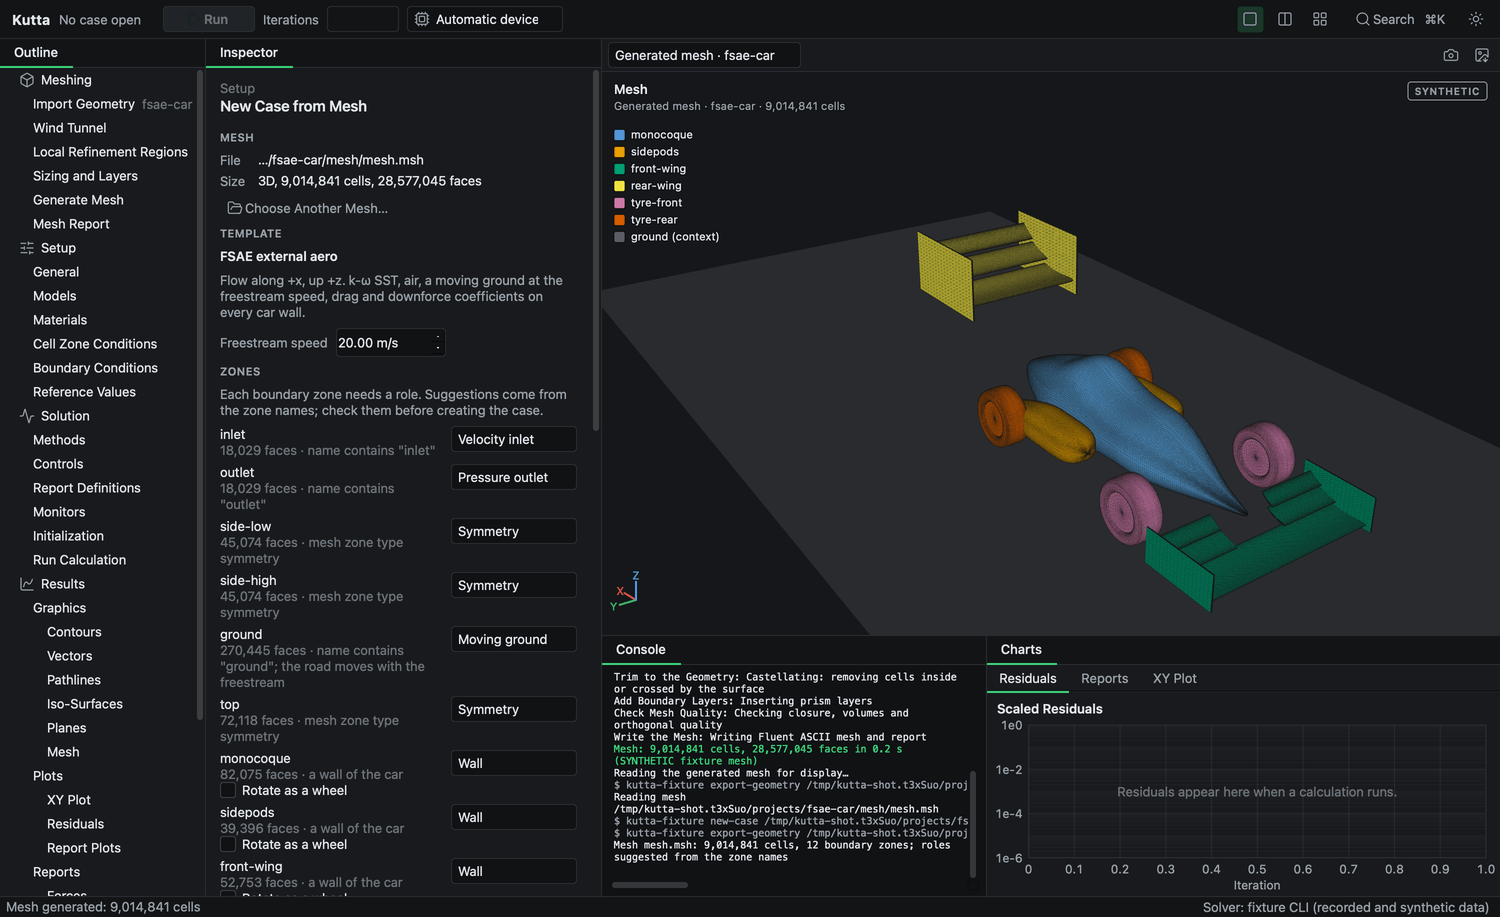 Kutta No case open Run Iterations Automatic device Search ⌘K
Outline
Meshing
Import Geometry fsae-car
Wind Tunnel
Local Refinement Regions
Sizing and Layers
Generate Mesh
Mesh Report
Setup
General
Models
Materials
Cell Zone Conditions
Boundary Conditions
Reference Values
Solution
Methods
Controls
Report Definitions
Monitors
Initialization
Run Calculation
Results
Graphics
Contours
Vectors
Pathlines
Iso-Surfaces
Planes
Mesh
Plots
XY Plot
Residuals
Report Plots
Reports
Forces
Inspector
Setup
New Case from Mesh
MESH
File .../fsae-car/mesh/mesh.msh
Size 3D, 9,014,841 cells, 28,577,045 faces
Choose Another Mesh...
TEMPLATE
FSAE external aero
Flow along +x, up +z. k-ω SST, air, a moving ground at the
freestream speed, drag and downforce coefficients on
every car wall.
Freestream speed 20.00 m/s
ZONES
Each boundary zone needs a role. Suggestions come from
the zone names; check them before creating the case.
inlet
18,029 faces · name contains "inlet"
Velocity inlet
outlet
18,029 faces · name contains
"outlet"
Pressure outlet
side-low
45,074 faces · mesh zone type
symmetry
Symmetry
side-high
45,074 faces · mesh zone type
symmetry
Symmetry
ground
270,445 faces · name contains
"ground"; the road moves with the
freestream
Moving ground
top
72,118 faces · mesh zone type
symmetry
Symmetry
monocoque
82,075 faces · a wall of the car
Rotate as a wheel
Wall
sidepods
39,396 faces · a wall of the car
Rotate as a wheel
Wall
front-wing
52,753 faces · a wall of the car
Rotate as a wheel
Wall
Generated mesh · fsae-car
Mesh
Generated mesh · fsae-car · 9,014,841 cells
SYNTHETIC
monocoque
sidepods
front-wing
rear-wing
tyre-front
tyre-rear
ground (context)
Z
X
Y
Console
Trim to the Geometry: Castellating: removing cells inside
or crossed by the surface
Add Boundary Layers: Inserting prism layers
Check Mesh Quality: Checking closure, volumes and
orthogonal quality
Write the Mesh: Writing Fluent ASCII mesh and report
Mesh: 9,014,841 cells, 28,577,045 faces in 0.2 s
(SYNTHETIC fixture mesh)
Reading the generated mesh for display…
$ kutta-fixture export-geometry /tmp/kutta-shot.t3xSuo/proj
Reading mesh
/tmp/kutta-shot.t3xSuo/projects/fsae-car/mesh/mesh.msh
$ kutta-fixture new-case /tmp/kutta-shot.t3xSuo/projects/fs
$ kutta-fixture export-geometry /tmp/kutta-shot.t3xSuo/proj
Mesh mesh.msh: 9,014,841 cells, 12 boundary zones; roles
suggested from the zone names
Charts
Residuals Reports XY Plot
Scaled Residuals
1e0
1e-2
1e-4
1e-6
Residuals appear here when a calculation runs.
0 0.1 0.2 0.3 0.4 0.5 0.6 0.7 0.8 0.9 1.0
Iteration
Mesh generated: 9,014,841 cells
Solver: fixture CLI (recorded and synthetic data)